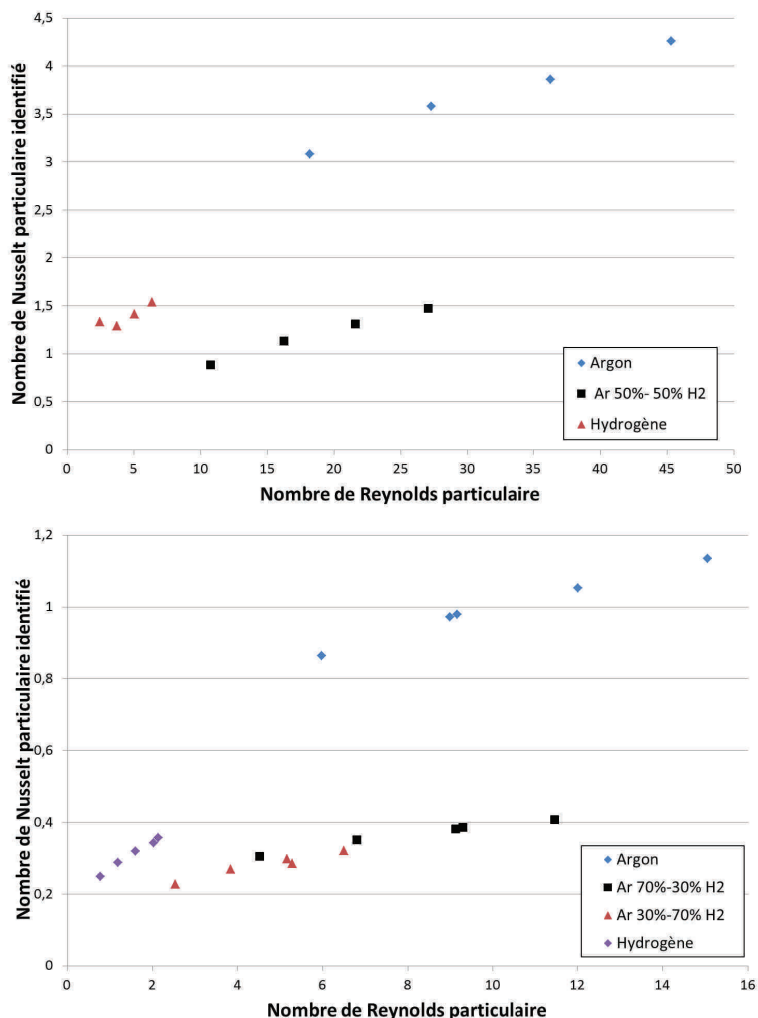 Nombre de Nusselt particulaire identifié
4,5
4
3,5
3
2,5
2
1,5
1
0,5
0
0 5 10 15 20 25 30 35 40 45 50
Nombre de Reynolds particulaire
Argon
Ar 50%- 50% H2
Hydrogène
Nombre de Nusselt particulaire identifié
1,2
1
0,8
0,6
0,4
0,2
0
0 2 4 6 8 10 12 14 16
Nombre de Reynolds particulaire
Argon
Ar 70%-30% H2
Ar 30%-70% H2
Hydrogène